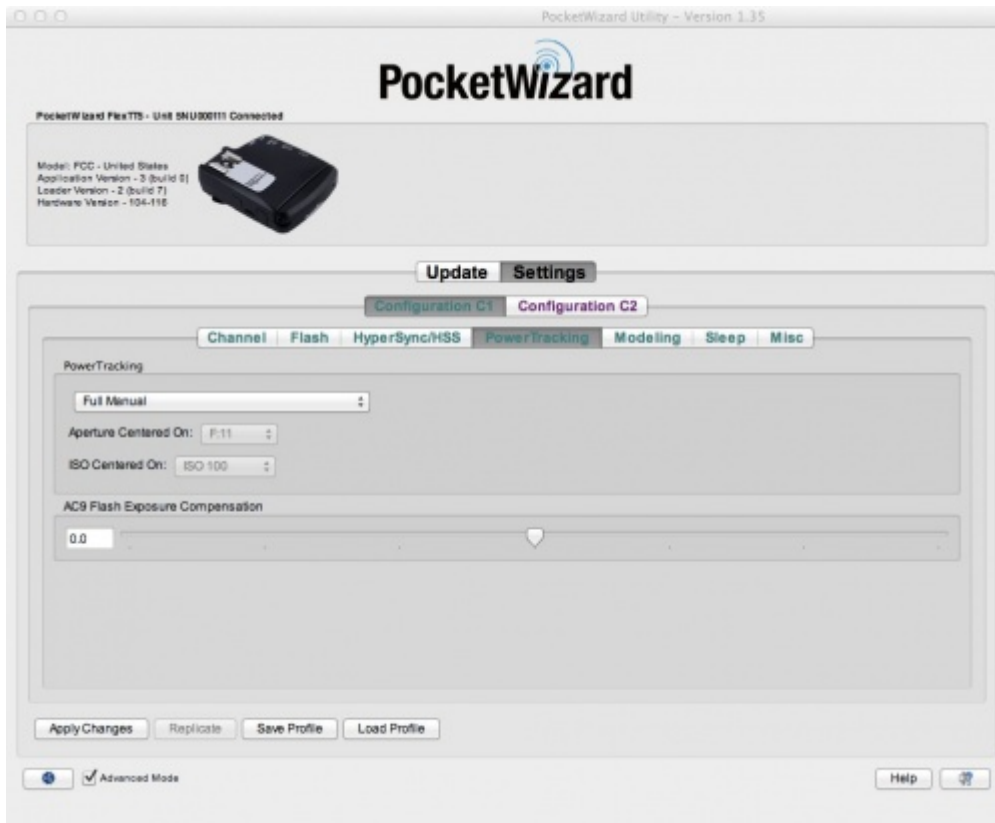 PocketWizard Utility – Version 1.35
PocketWizard
PocketWizard FlexTT5 - Unit 5NU000111 Connected
Model: FCC - United States
Application Version - 3 (build 0)
Loader Version - 2 (build 7)
Hardware Version - 104-116
Update Settings
Configuration C1 Configuration C2
Channel Flash HyperSync/HSS PowerTracking Modeling Sleep Misc
PowerTracking
Full Manual
Aperture Centered On: F:11
ISO Centered On: ISO 100
AC9 Flash Exposure Compensation
0.0
Apply Changes Replicate Save Profile Load Profile
Advanced Mode Help